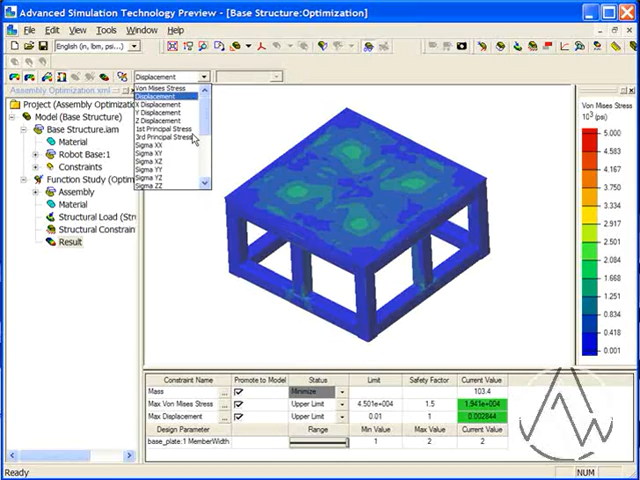 Advanced Simulation Technology Preview - [Base Structure:Optimization]
File Edit View Tools Window Help
English (in, lbm, psi...)
Displacement
Advanced Optimization.xml
Von Mises Stress
Displacement
X Displacement
Y Displacement
Z Displacement
1st Principal Stress
3rd Principal Stress
Sigma XX
Sigma XY
Sigma XZ
Sigma YY
Sigma YZ
Sigma ZZ
Project (Assembly Optimizatio
Model (Base Structure)
Base Structure.iam
Material
Robot Base:1
Constraints
Function Study (Optim
Assembly
Material
Structural Load (Stru
Structural Constrain
Result
Von Mises Stress
10³ (psi)
5.000
4.583
4.167
3.750
3.334
2.917
2.501
2.084
1.668
1.251
0.834
0.418
0.001
Constraint Name Promote to Model Status Limit Safety Factor Current Value
Mass ... Minimize 103.4
Max Von Mises Stress ... Upper Limit 4.501e+004 1.5 1.941e+004
Max Displacement ... Upper Limit 0.01 1 0.002844
Design Parameter Range Min Value Max Value Current Value
base_plate:1 MemberWidth 1 2 2
Ready